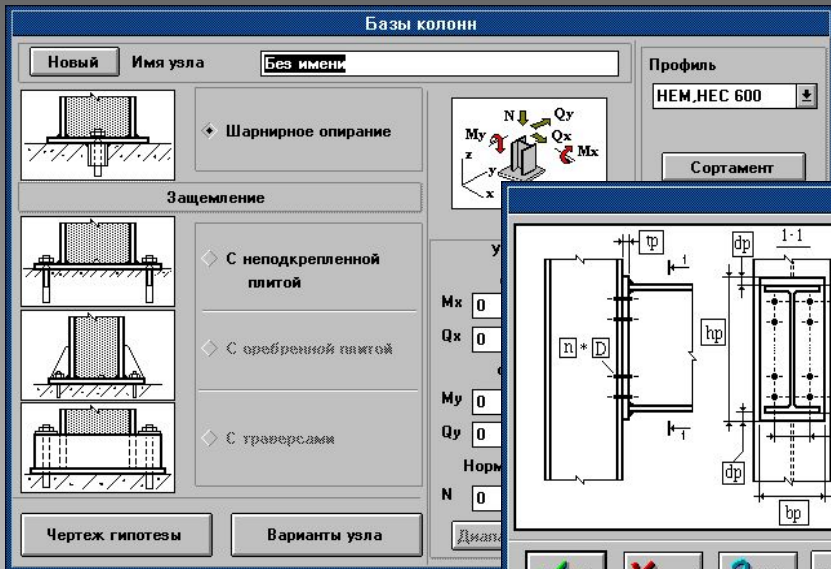 Базы колонн
Новый Имя узла Без имени
Профиль
HEM,HEC 600
Сортамент
Шарнирное опирание
N Qy
My Qx Mx
z y x
Защемление
С неподкрепленной
плитой
С оребренной плитой
С траверсами
Mx 0
Qx 0
My 0
Qy 0
N 0
Чертеж гипотезы
Варианты узла
tp dp 1-1
1
n * D hp
1
dp
bp